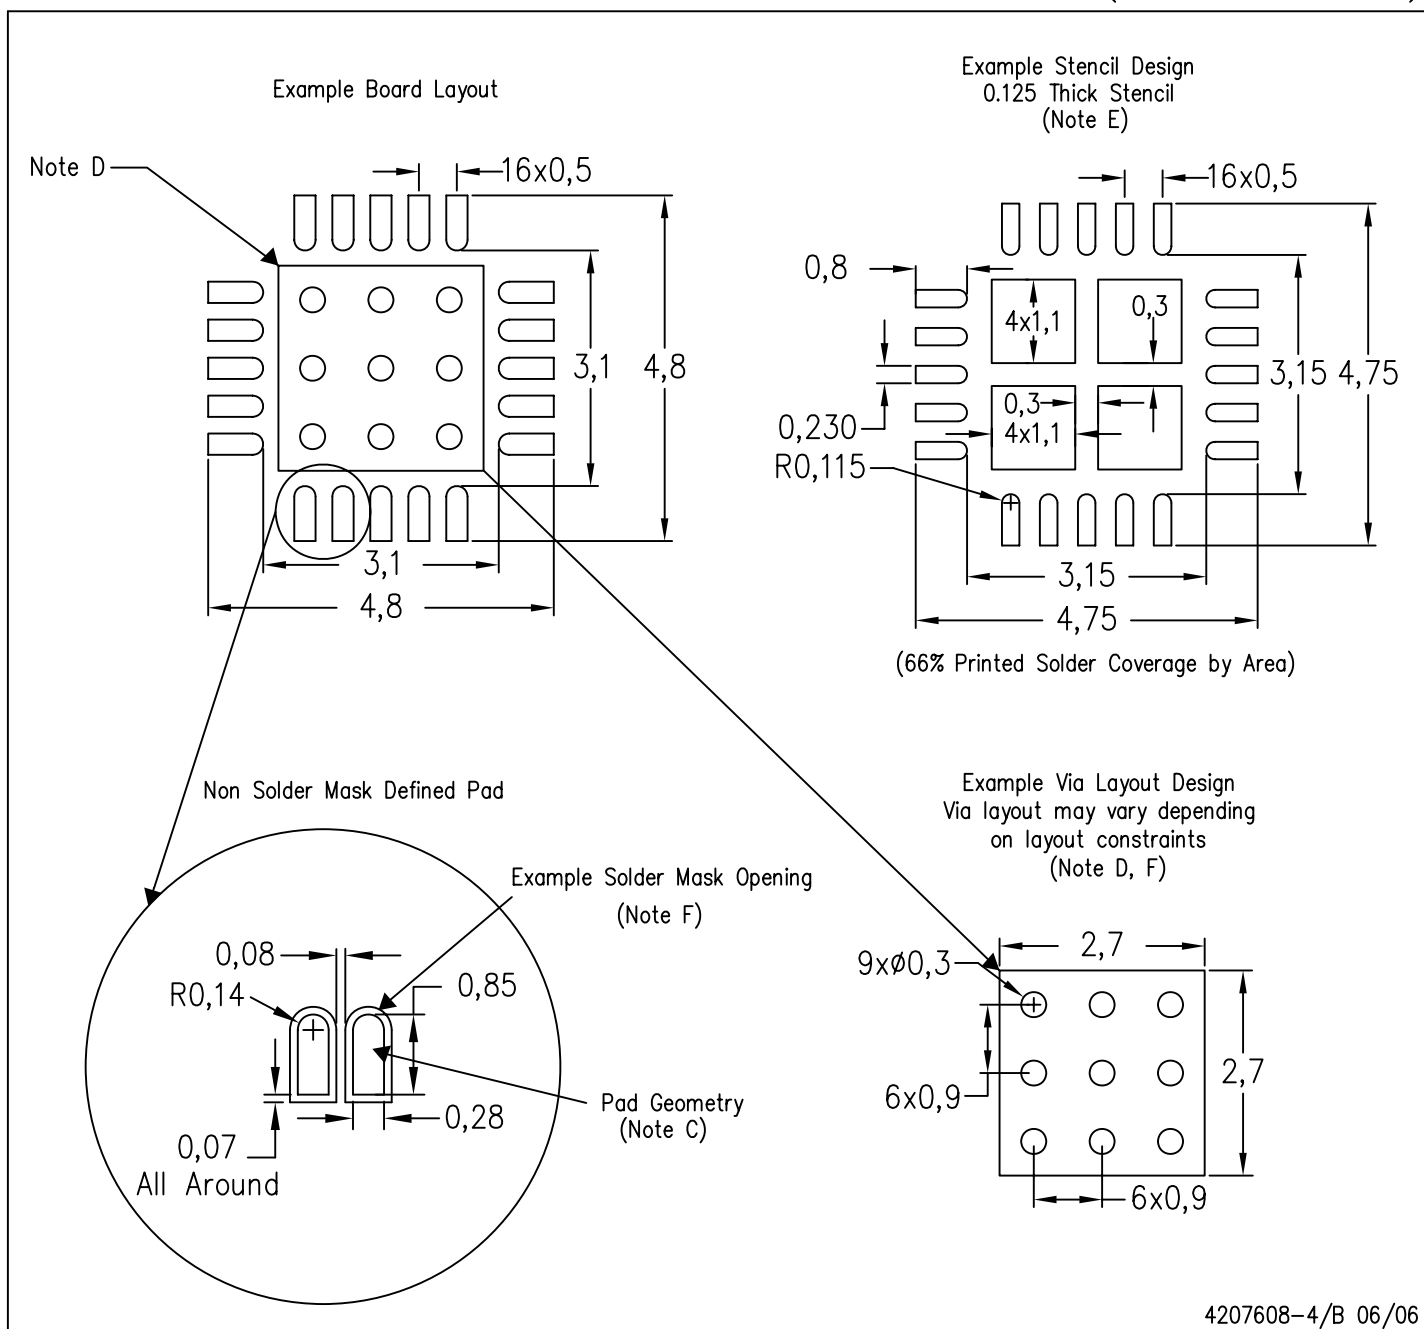 Example Board Layout
Note D
16x0,5
3,1
4,8
3,1
4,8
Example Stencil Design
0.125 Thick Stencil
(Note E)
16x0,5
0,8
4x1,1
0,3
3,15
4,75
0,3
4x1,1
0,230
R0,115
3,15
4,75
(66% Printed Solder Coverage by Area)
Non Solder Mask Defined Pad
Example Solder Mask Opening
(Note F)
0,08
R0,14
0,85
0,28
Pad Geometry
(Note C)
0,07
All Around
Example Via Layout Design
Via layout may vary depending
on layout constraints
(Note D, F)
9xø0,3
2,7
6x0,9
2,7
6x0,9
4207608-4/B 06/06